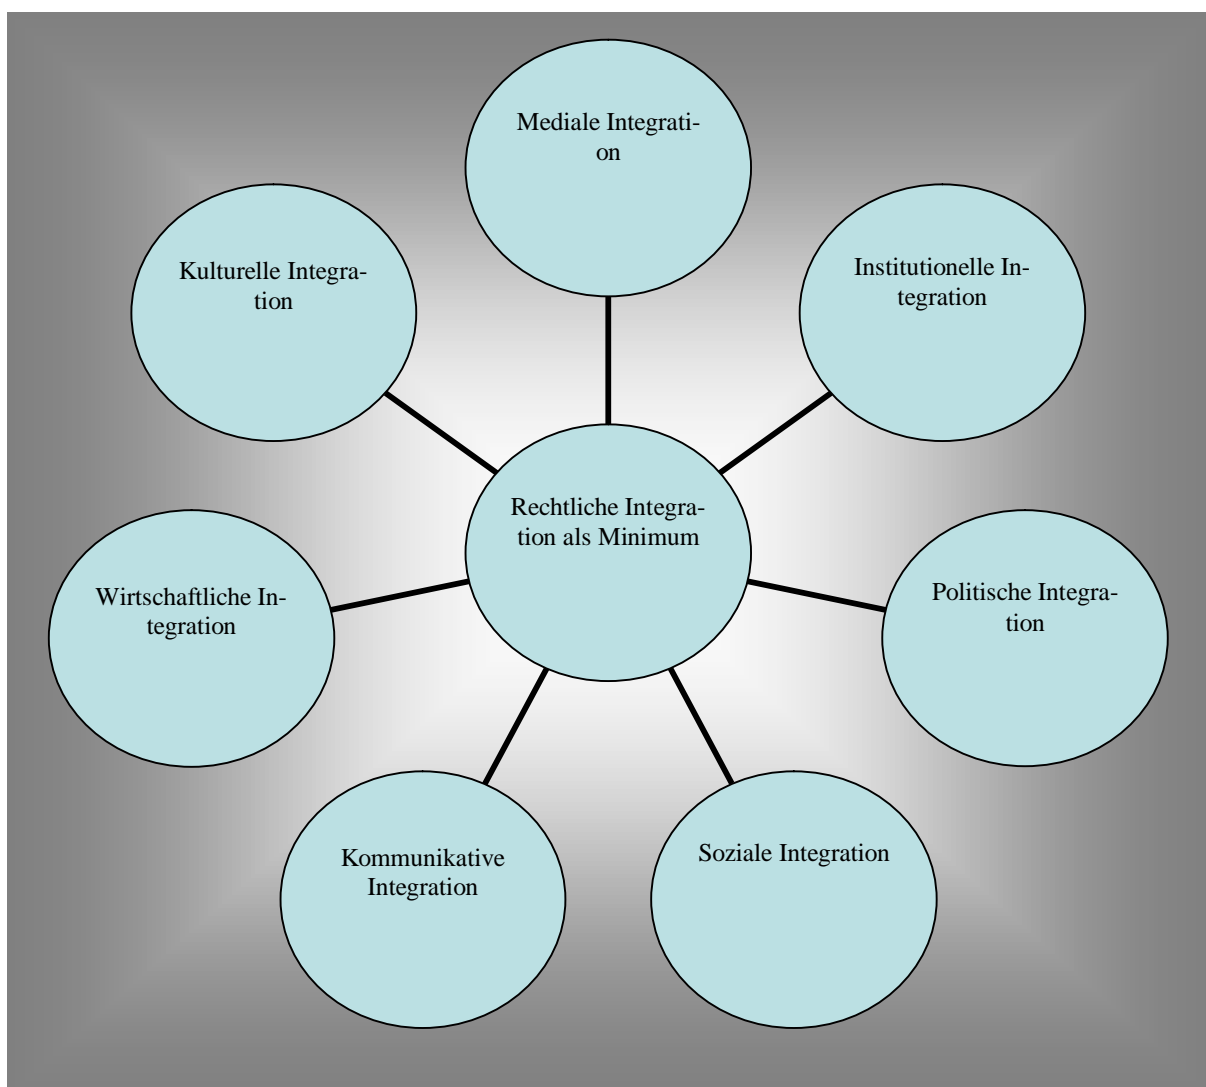 Mediale Integrati-
on
Kulturelle Integra-
tion
Institutionelle In-
tegration
Rechtliche Integra-
tion als Minimum
Wirtschaftliche In-
tegration
Politische Integra-
tion
Kommunikative
Integration
Soziale Integration